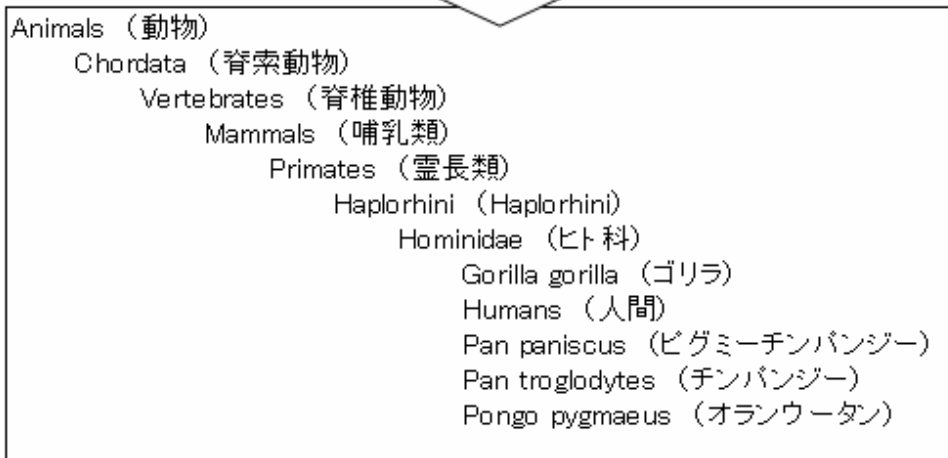 Animals （動物）
Chordata （脊索動物）
Vertebrates （脊椎動物）
Mammals （哺乳類）
Primates （霊長類）
Haplorhini （Haplorhini）
Hominidae （ヒト科）
Gorilla gorilla （ゴリラ）
Humans （人間）
Pan paniscus （ピグミーチンパンジー）
Pan troglodytes （チンパンジー）
Pongo pygmaeus （オランウータン）